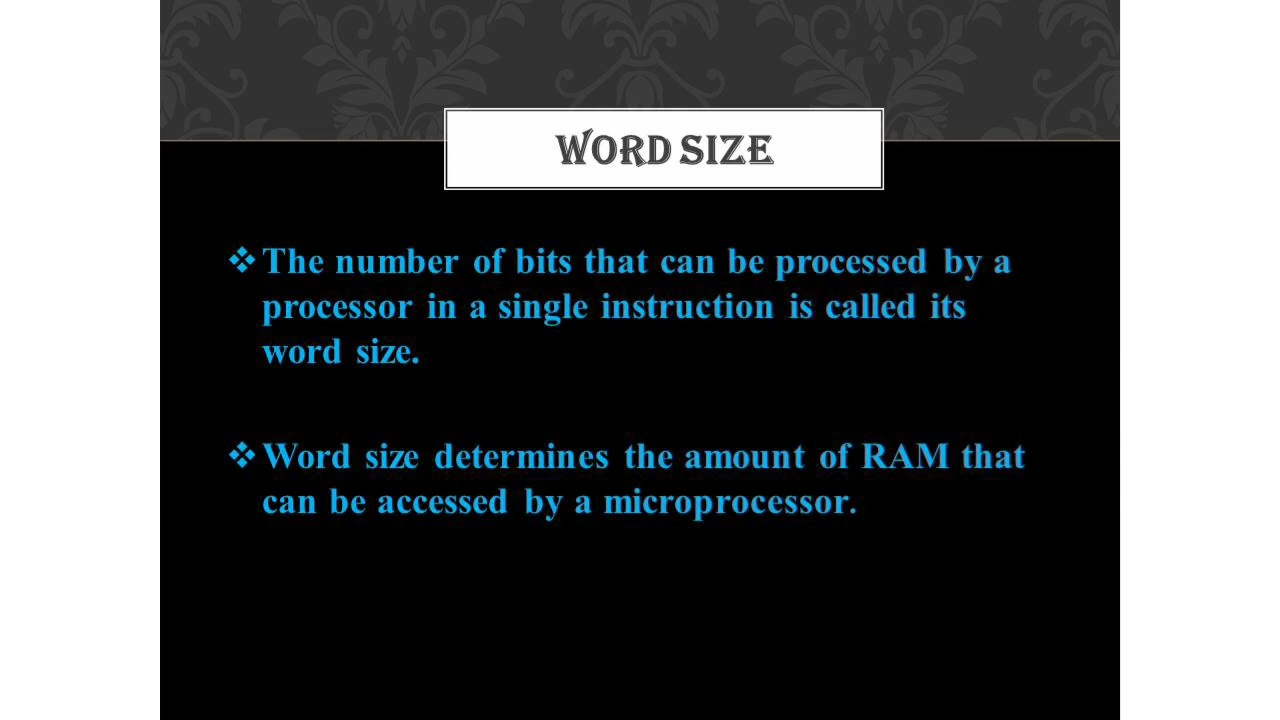 WORD SIZE
❖The number of bits that can be processed by a
processor in a single instruction is called its
word size.
❖Word size determines the amount of RAM that
can be accessed by a microprocessor.